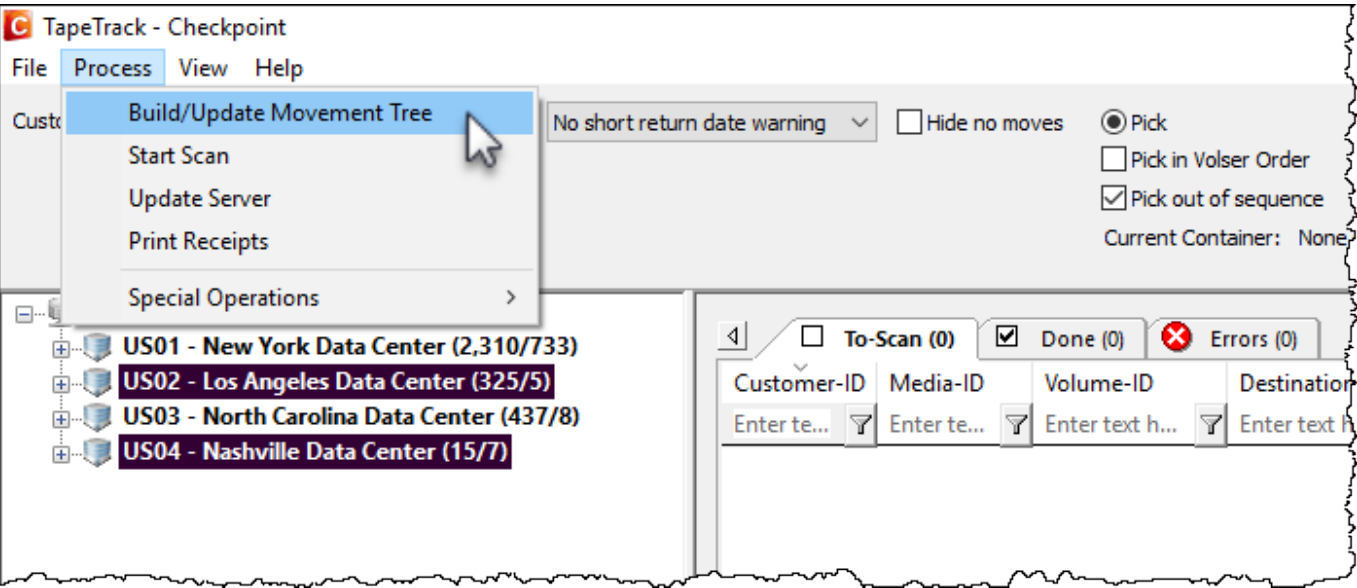 TapeTrack - Checkpoint
File Process View Help
Build/Update Movement Tree
Start Scan
Update Server
Print Receipts
Special Operations
No short return date warning
Hide no moves
Pick
Pick in Volser Order
Pick out of sequence
Current Container: None
US01 - New York Data Center (2,310/733)
US02 - Los Angeles Data Center (325/5)
US03 - North Carolina Data Center (437/8)
US04 - Nashville Data Center (15/7)
To-Scan (0) Done (0) Errors (0)
Customer-ID Media-ID Volume-ID Destination
Enter te... Enter te... Enter text h... Enter text